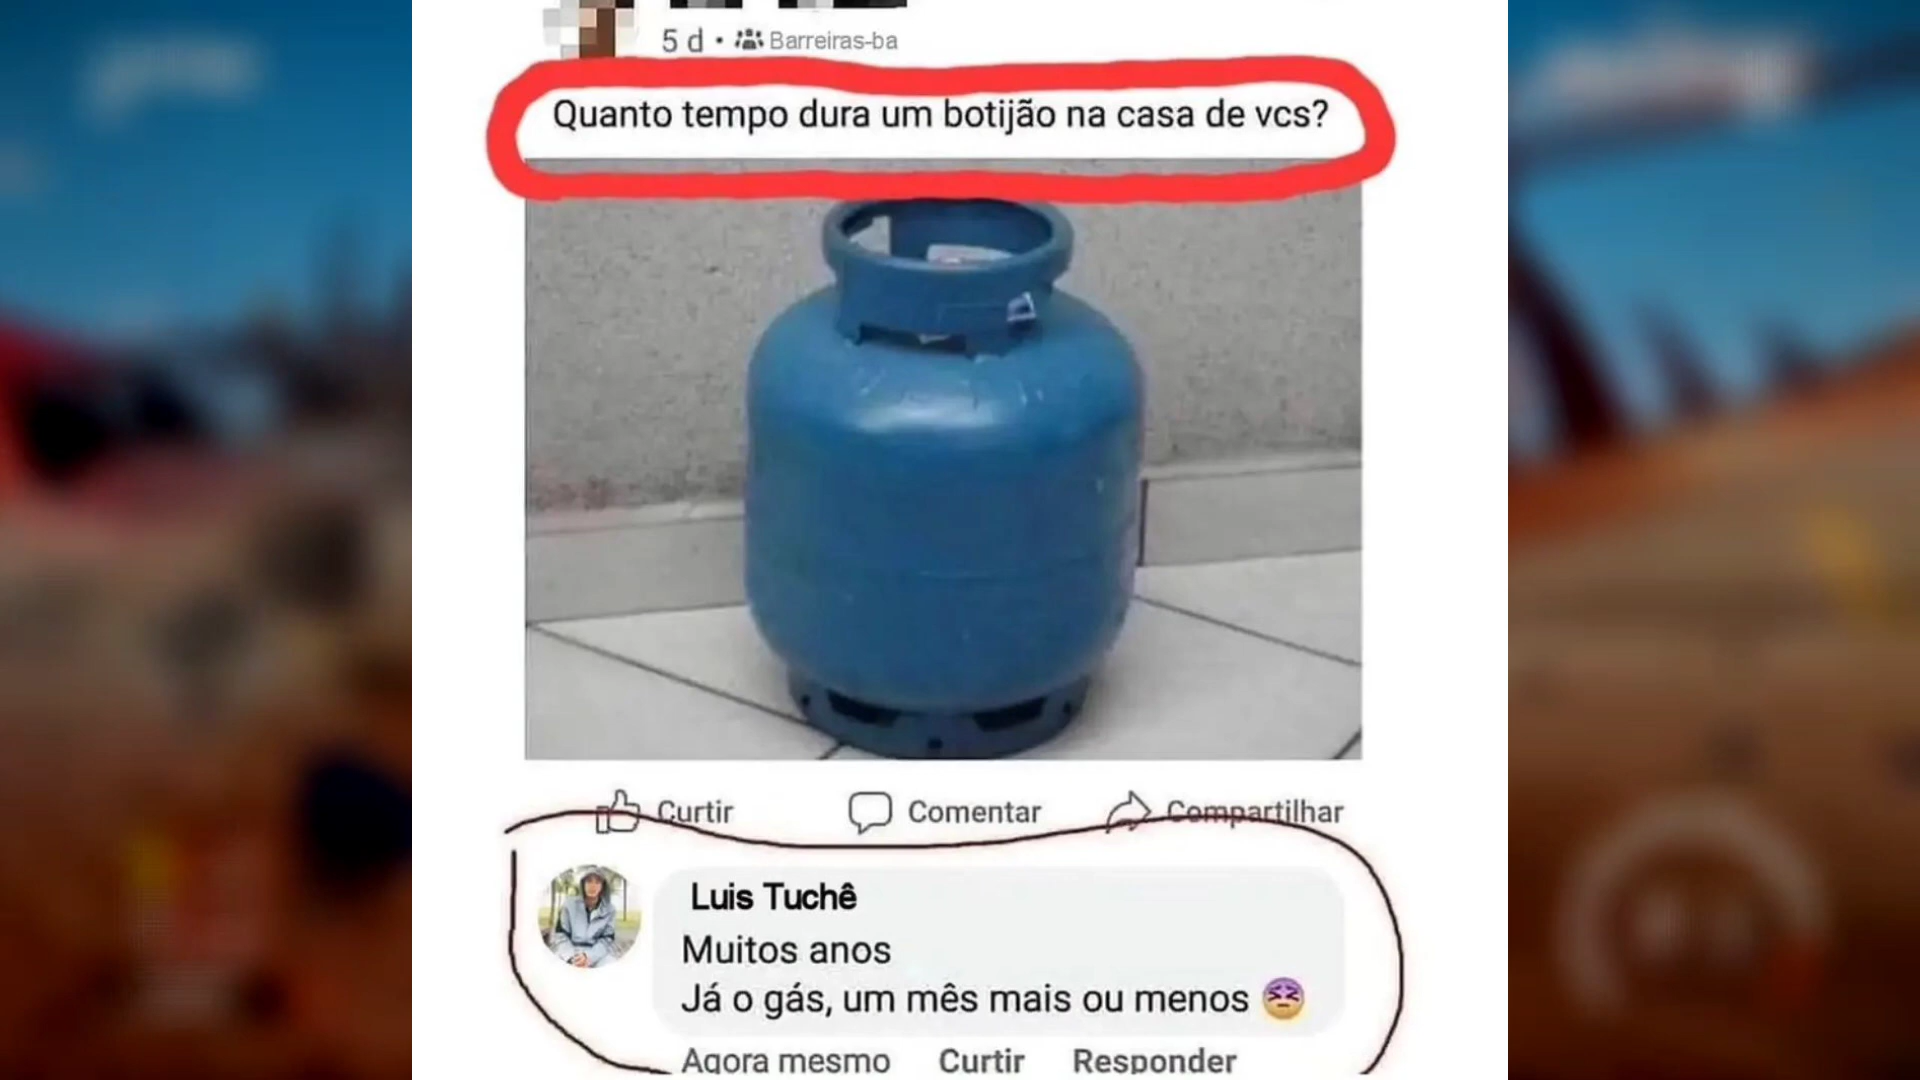 5 d • Barreiras-ba
Quanto tempo dura um botijão na casa de vcs?
Curtir Comentar Compartilhar
Luis Tuchê
Muitos anos
Já o gás, um mês mais ou menos
Agora mesmo Curtir Responder